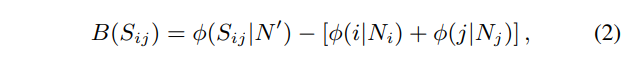 B(S_{ij}) = ϕ(S_{ij}|N′) − [ϕ(i|N_i) + ϕ(j|N_j)] , (2)